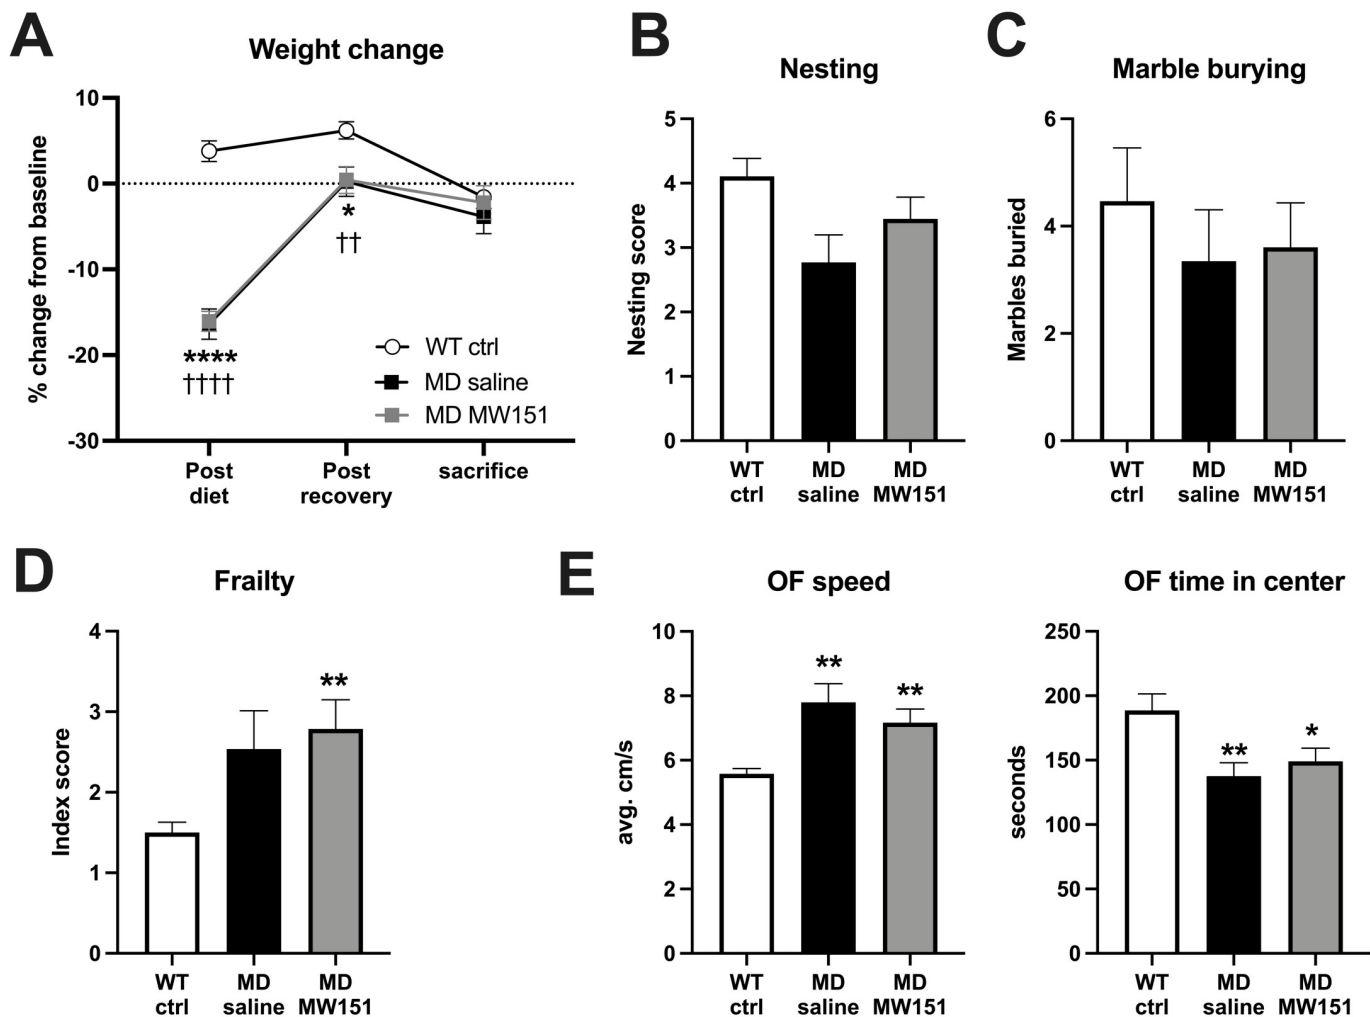 A
Weight change
% change from baseline
10
0
-10
-20
-30
*
††
****
††††
WT ctrl
MD saline
MD MW151
Post
diet
Post
recovery
sacrifice
B
Nesting
Nesting score
5
4
3
2
1
0
WT
ctrl
MD
saline
MD
MW151
C
Marble burying
Marbles buried
6
4
2
0
WT
ctrl
MD
saline
MD
MW151
D
Frailty
Index score
4
3
2
1
0
**
WT
ctrl
MD
saline
MD
MW151
E
OF speed
avg. cm/s
10
8
6
4
2
0
**
**
WT
ctrl
MD
saline
MD
MW151
OF time in center
seconds
250
200
150
100
50
0
**
*
WT
ctrl
MD
saline
MD
MW151